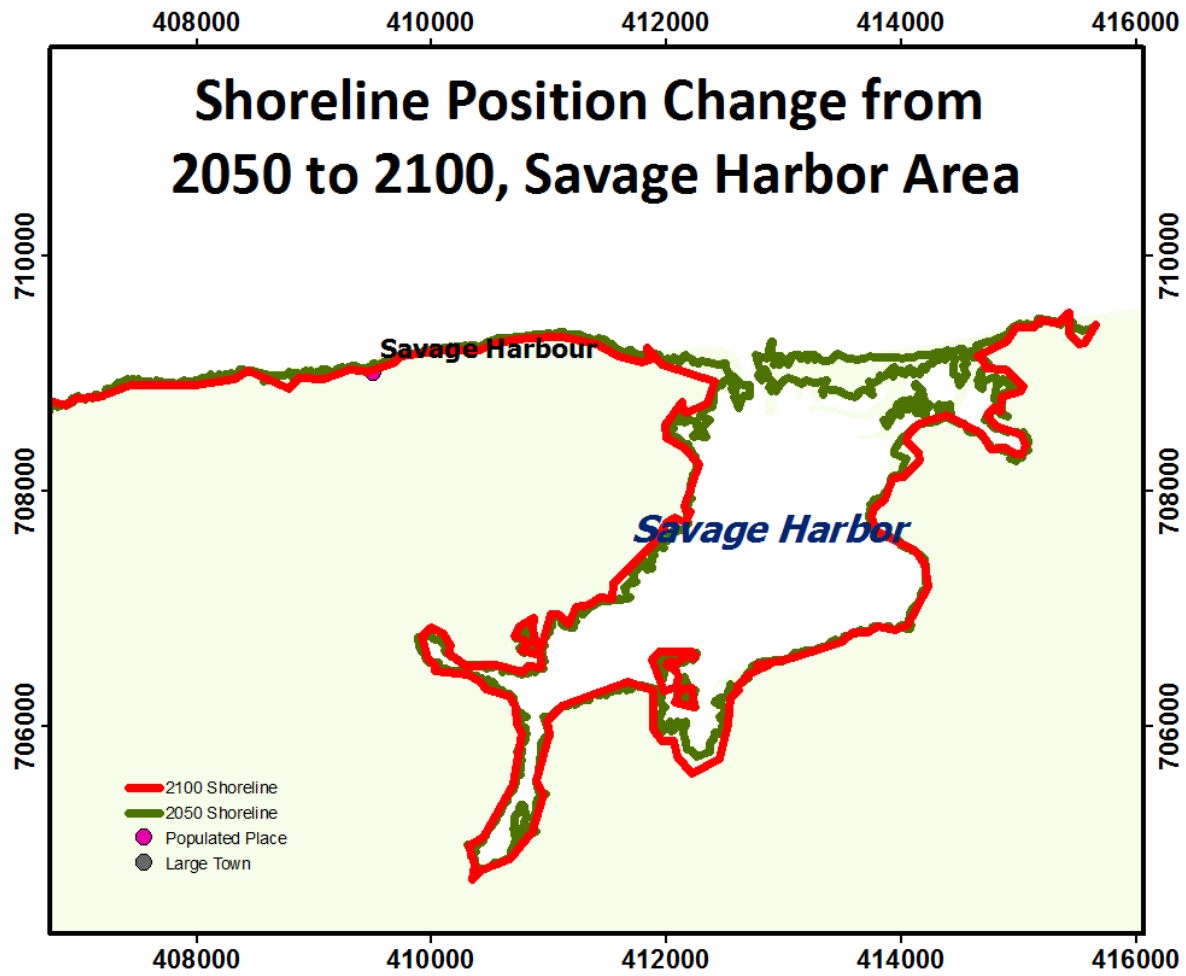 408000 410000 412000 414000 416000
Shoreline Position Change from
2050 to 2100, Savage Harbor Area
710000 710000
Savage Harbour
708000 708000
Savage Harbor
706000 706000
2100 Shoreline
2050 Shoreline
Populated Place
Large Town
408000 410000 412000 414000 416000